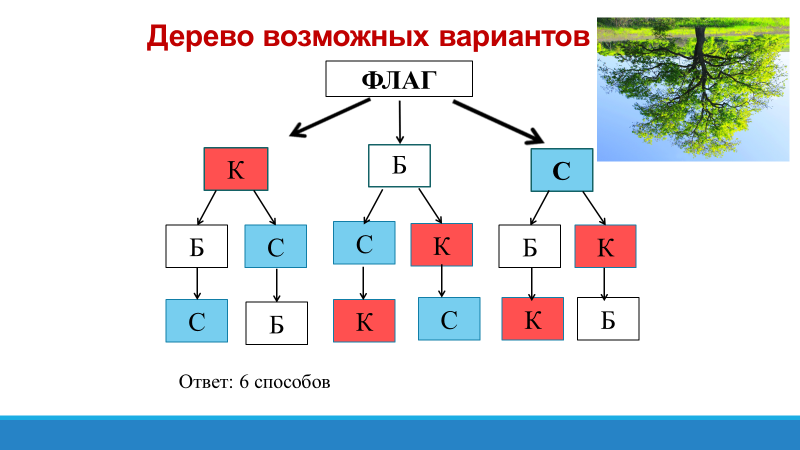 Дерево возможных вариантов
ФЛАГ
К Б С
Б С С К Б К
С Б К С К Б
Ответ: 6 способов